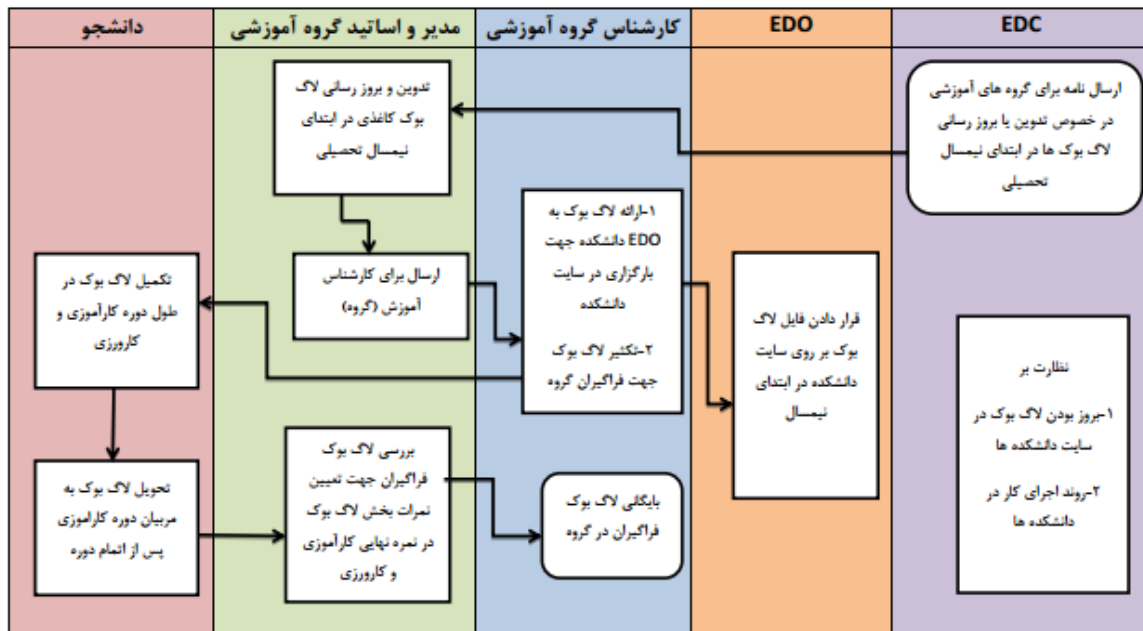 EDC
EDO
کارشناس گروه آموزشی
مدیر و اساتید گروه آموزشی
دانشجو
ارسال نامه برای گروه های آموزشی
در خصوص تدوین یا بروز رسانی
لاگ بوک ها در ابتدای نیمسال
تحصیلی
تدوین و بروز رسانی لاگ
بوک کاغذی در ابتدای
نیمسال تحصیلی
ارسال برای کارشناس
آموزش (گروه)
۱-ارائه لاگ بوک به
EDO دانشکده جهت
بارگزاری در سایت
دانشکده
۲-تکثیر لاگ بوک
جهت فراگیران گروه
قرار دادن فایل لاگ
بوک بر روی سایت
دانشکده در ابتدای
نیمسال
تکمیل لاگ بوک در
طول دوره کارآموزی و
کارورزی
تحویل لاگ بوک به
مربیان دوره کاراموزی
پس از اتمام دوره
بررسی لاگ بوک
فراگیران جهت تعیین
نمرات بخش لاگ بوک
در نمره نهایی کارآموزی
و کارورزی
بایگانی لاگ بوک
فراگیران در گروه
نظارت بر
۱-بروز بودن لاگ بوک در
سایت دانشکده ها
۲-روند اجرای کار در
دانشکده ها